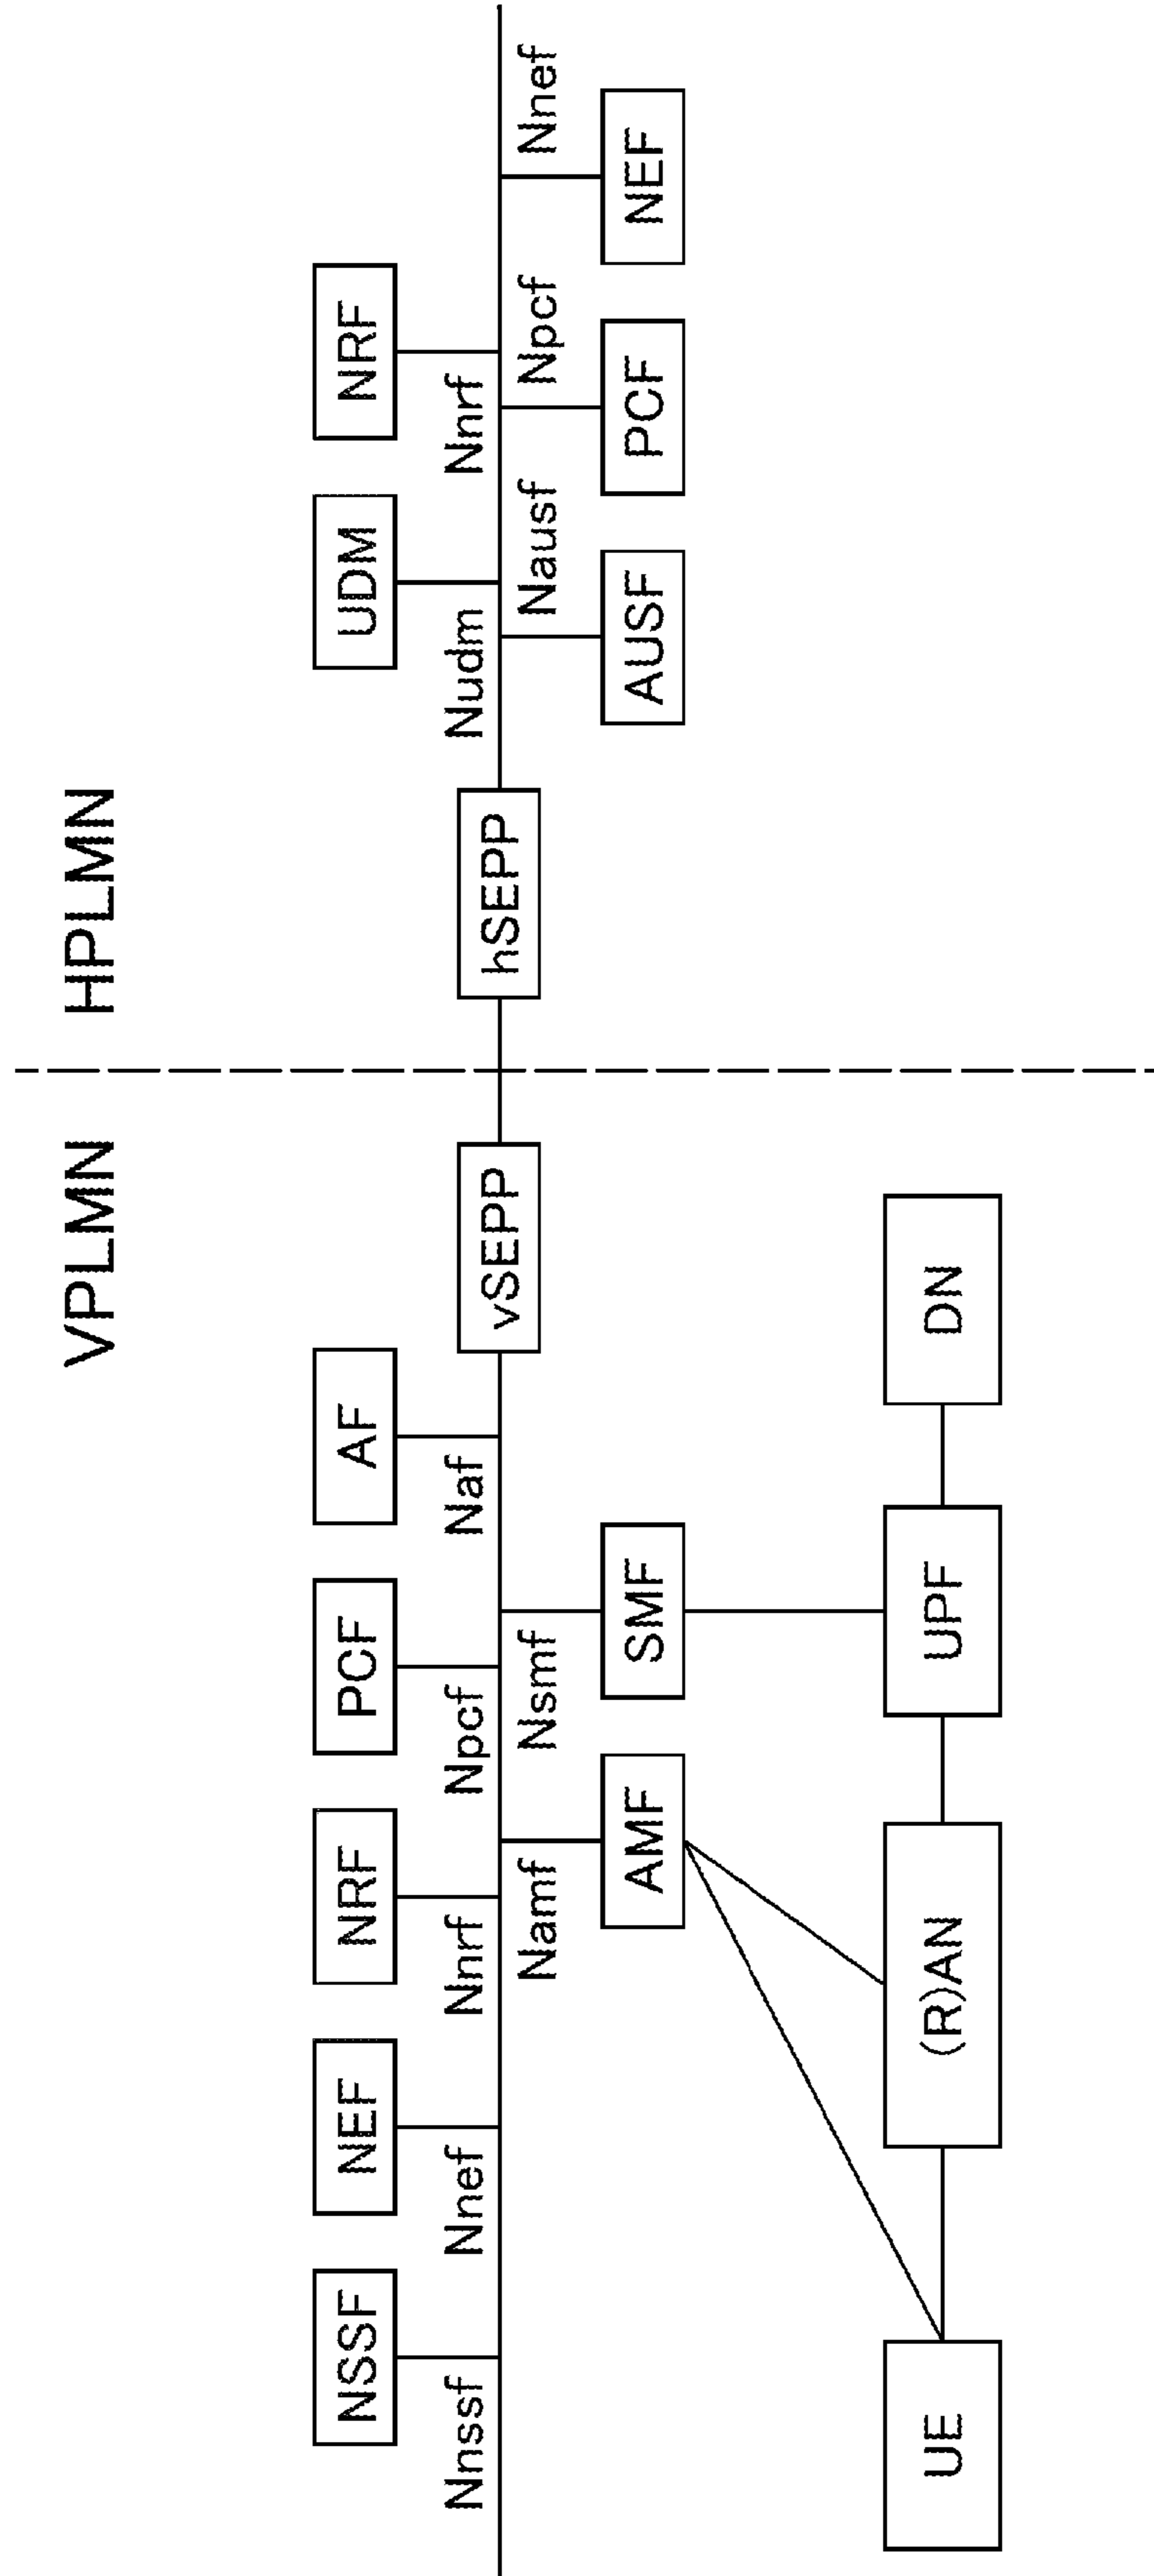 VPLMN
HPLMN
NSSF
NEF
NRF
PCF
AF
UDM
NRF
Nnssf
Nnef
Nnrf
Npcf
Naf
vSEPP
hSEPP
Nudm
Nnrf
Namf
Nsmf
Nausf
Npcf
Nnef
AMF
SMF
AUSF
PCF
NEF
UE
(R)AN
UPF
DN